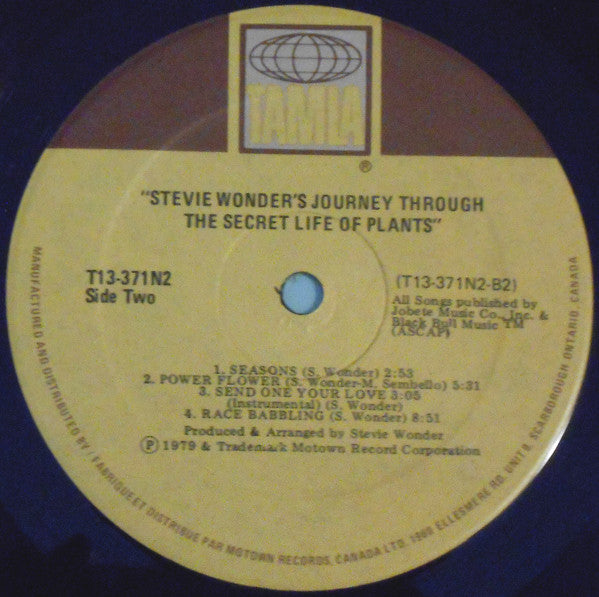 TAMLA
®
"STEVIE WONDER'S JOURNEY THROUGH
THE SECRET LIFE OF PLANTS"
T13-371N2
Side Two
(T13-371N2-B2)
All Songs published by
Jobete Music Co., Inc. &
Black Bull Music TM
(ASCAP)
1. SEASONS (S. Wonder) 2:53
2. POWER FLOWER (S. Wonder-M. Sembello) 5:31
3. SEND ONE YOUR LOVE 3:05
(Instrumental) (S. Wonder)
4. RACE BABBLING (S. Wonder) 8:51
Produced & Arranged by Stevie Wonder
Ⓟ 1979 & Trademark Motown Record Corporation
MANUFACTURED AND DISTRIBUTED BY / FABRIQUE ET DISTRIBUE PAR MOTOWN RECORDS, CANADA LTD. 1989 ELLESMERE RD. UNIT 9, SCARBOROUGH ONTARIO, CANADA